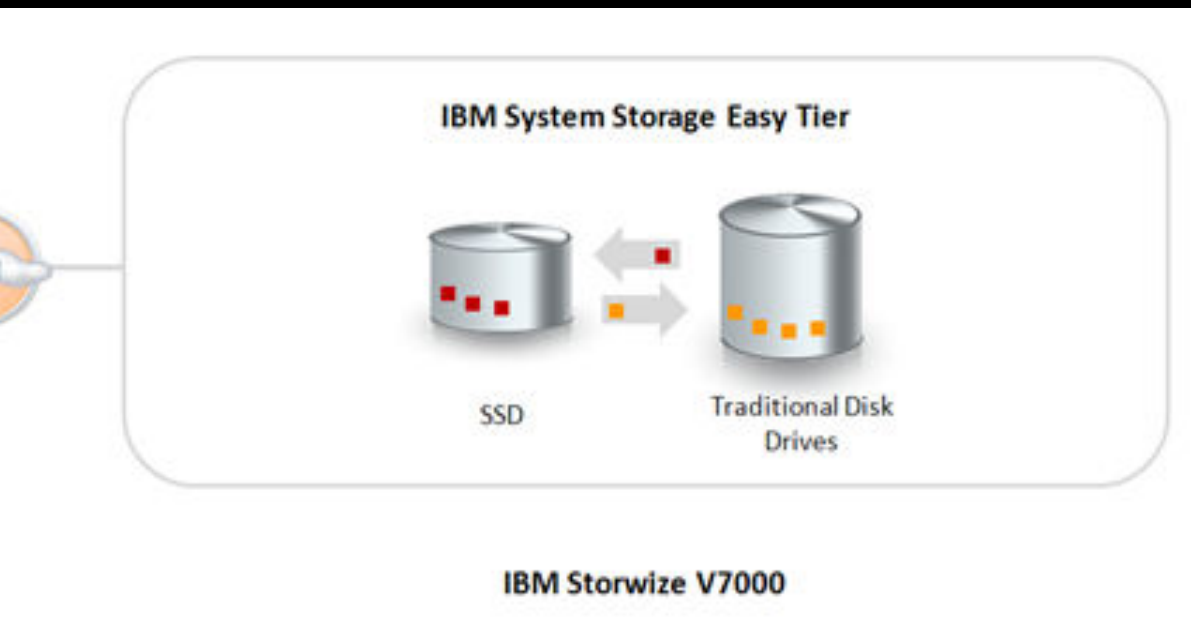 IBM System Storage Easy Tier
SSD
Traditional Disk
Drives
IBM Storwize V7000